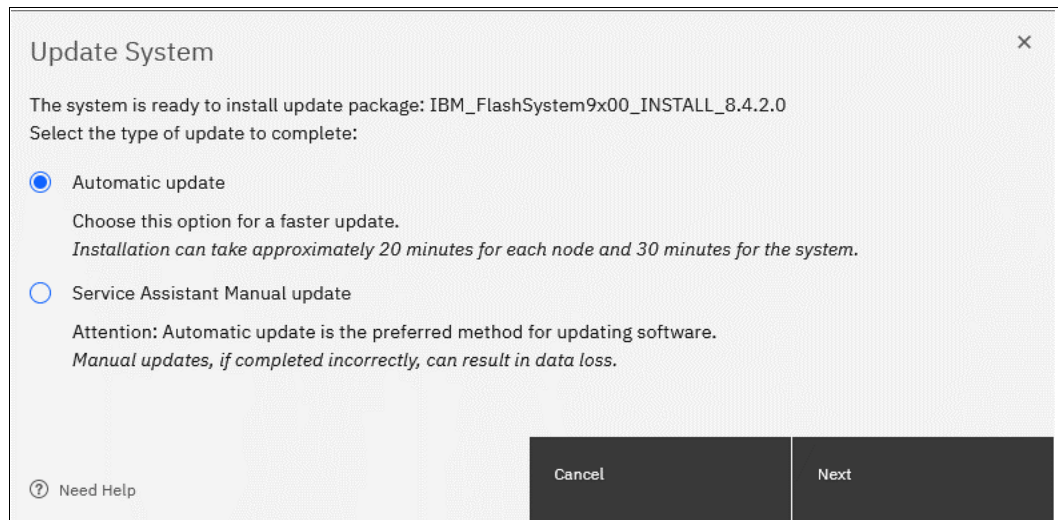 Update System
The system is ready to install update package: IBM_FlashSystem9x00_INSTALL_8.4.2.0
Select the type of update to complete:
Automatic update
Choose this option for a faster update.
Installation can take approximately 20 minutes for each node and 30 minutes for the system.
Service Assistant Manual update
Attention: Automatic update is the preferred method for updating software.
Manual updates, if completed incorrectly, can result in data loss.
Need Help
Cancel
Next